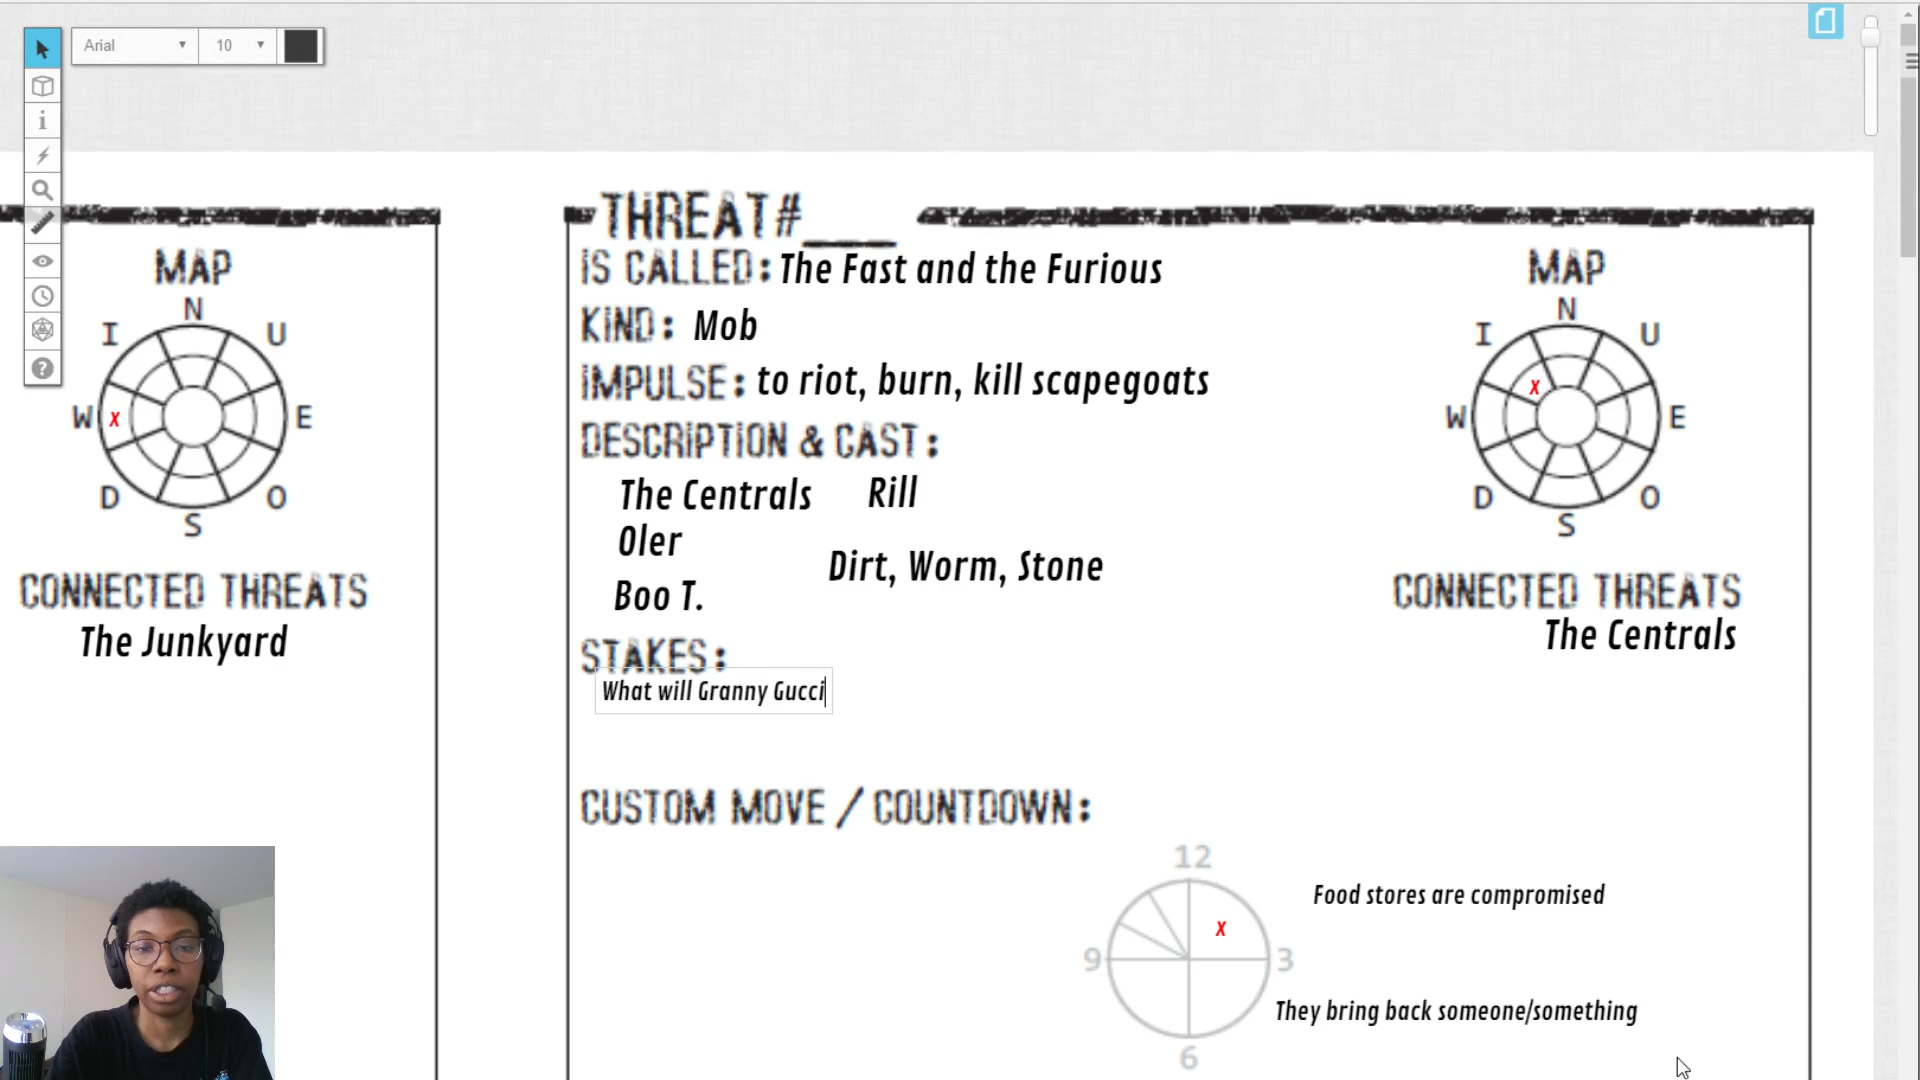 Arial
10
MAP
N
I
U
W
x
E
D
O
S
CONNECTED THREATS
The Junkyard
THREAT#___
IS CALLED: The Fast and the Furious
KIND: Mob
IMPULSE: to riot, burn, kill scapegoats
DESCRIPTION & CAST:
The Centrals Rill
Oler
Dirt, Worm, Stone
Boo T.
STAKES:
What will Granny Gucci
CUSTOM MOVE / COUNTDOWN:
12
x
9
3
6
Food stores are compromised
They bring back someone/something
MAP
N
I
U
x
W
E
D
O
S
CONNECTED THREATS
The Centrals